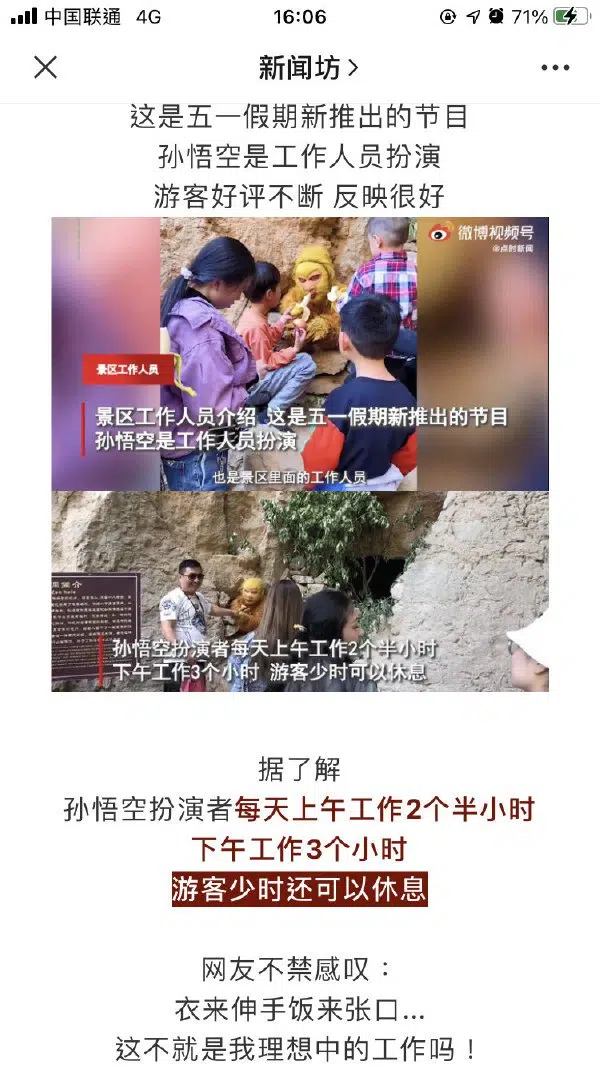 中国联通 4G
16:06
71%
新闻坊
这是五一假期新推出的节目
孙悟空是工作人员扮演
游客好评不断 反映很好
微博视频号
@点时新闻
景区工作人员
景区工作人员介绍 这是五一假期新推出的节目
孙悟空是工作人员扮演
也是景区里面的工作人员
简介
孙悟空扮演者每天上午工作2个半小时
下午工作3个小时 游客少时可以休息
据了解
孙悟空扮演者每天上午工作2个半小时
下午工作3个小时
游客少时还可以休息
网友不禁感叹：
衣来伸手饭来张口...
这不就是我理想中的工作吗！